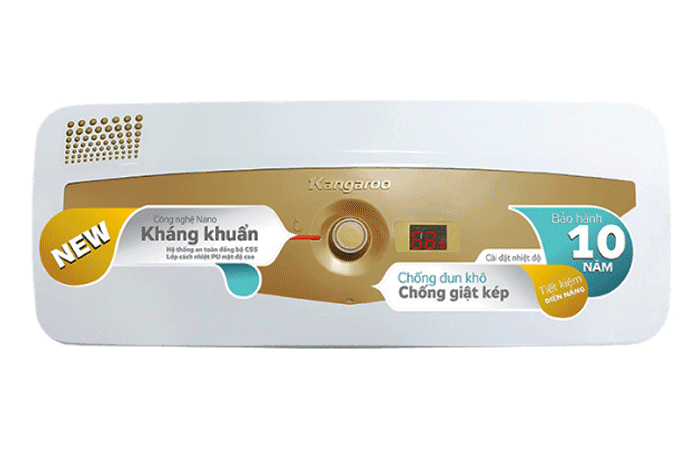 Kangaroo
NEW
Công nghệ Nano
Kháng khuẩn
Hệ thống an toàn đồng bộ CSS
Lớp cách nhiệt PU mật độ cao
88
Cài đặt nhiệt độ
Bảo hành
10
NĂM
Chống đun khô
Chống giật kép
Tiết kiệm
ĐIỆN NĂNG